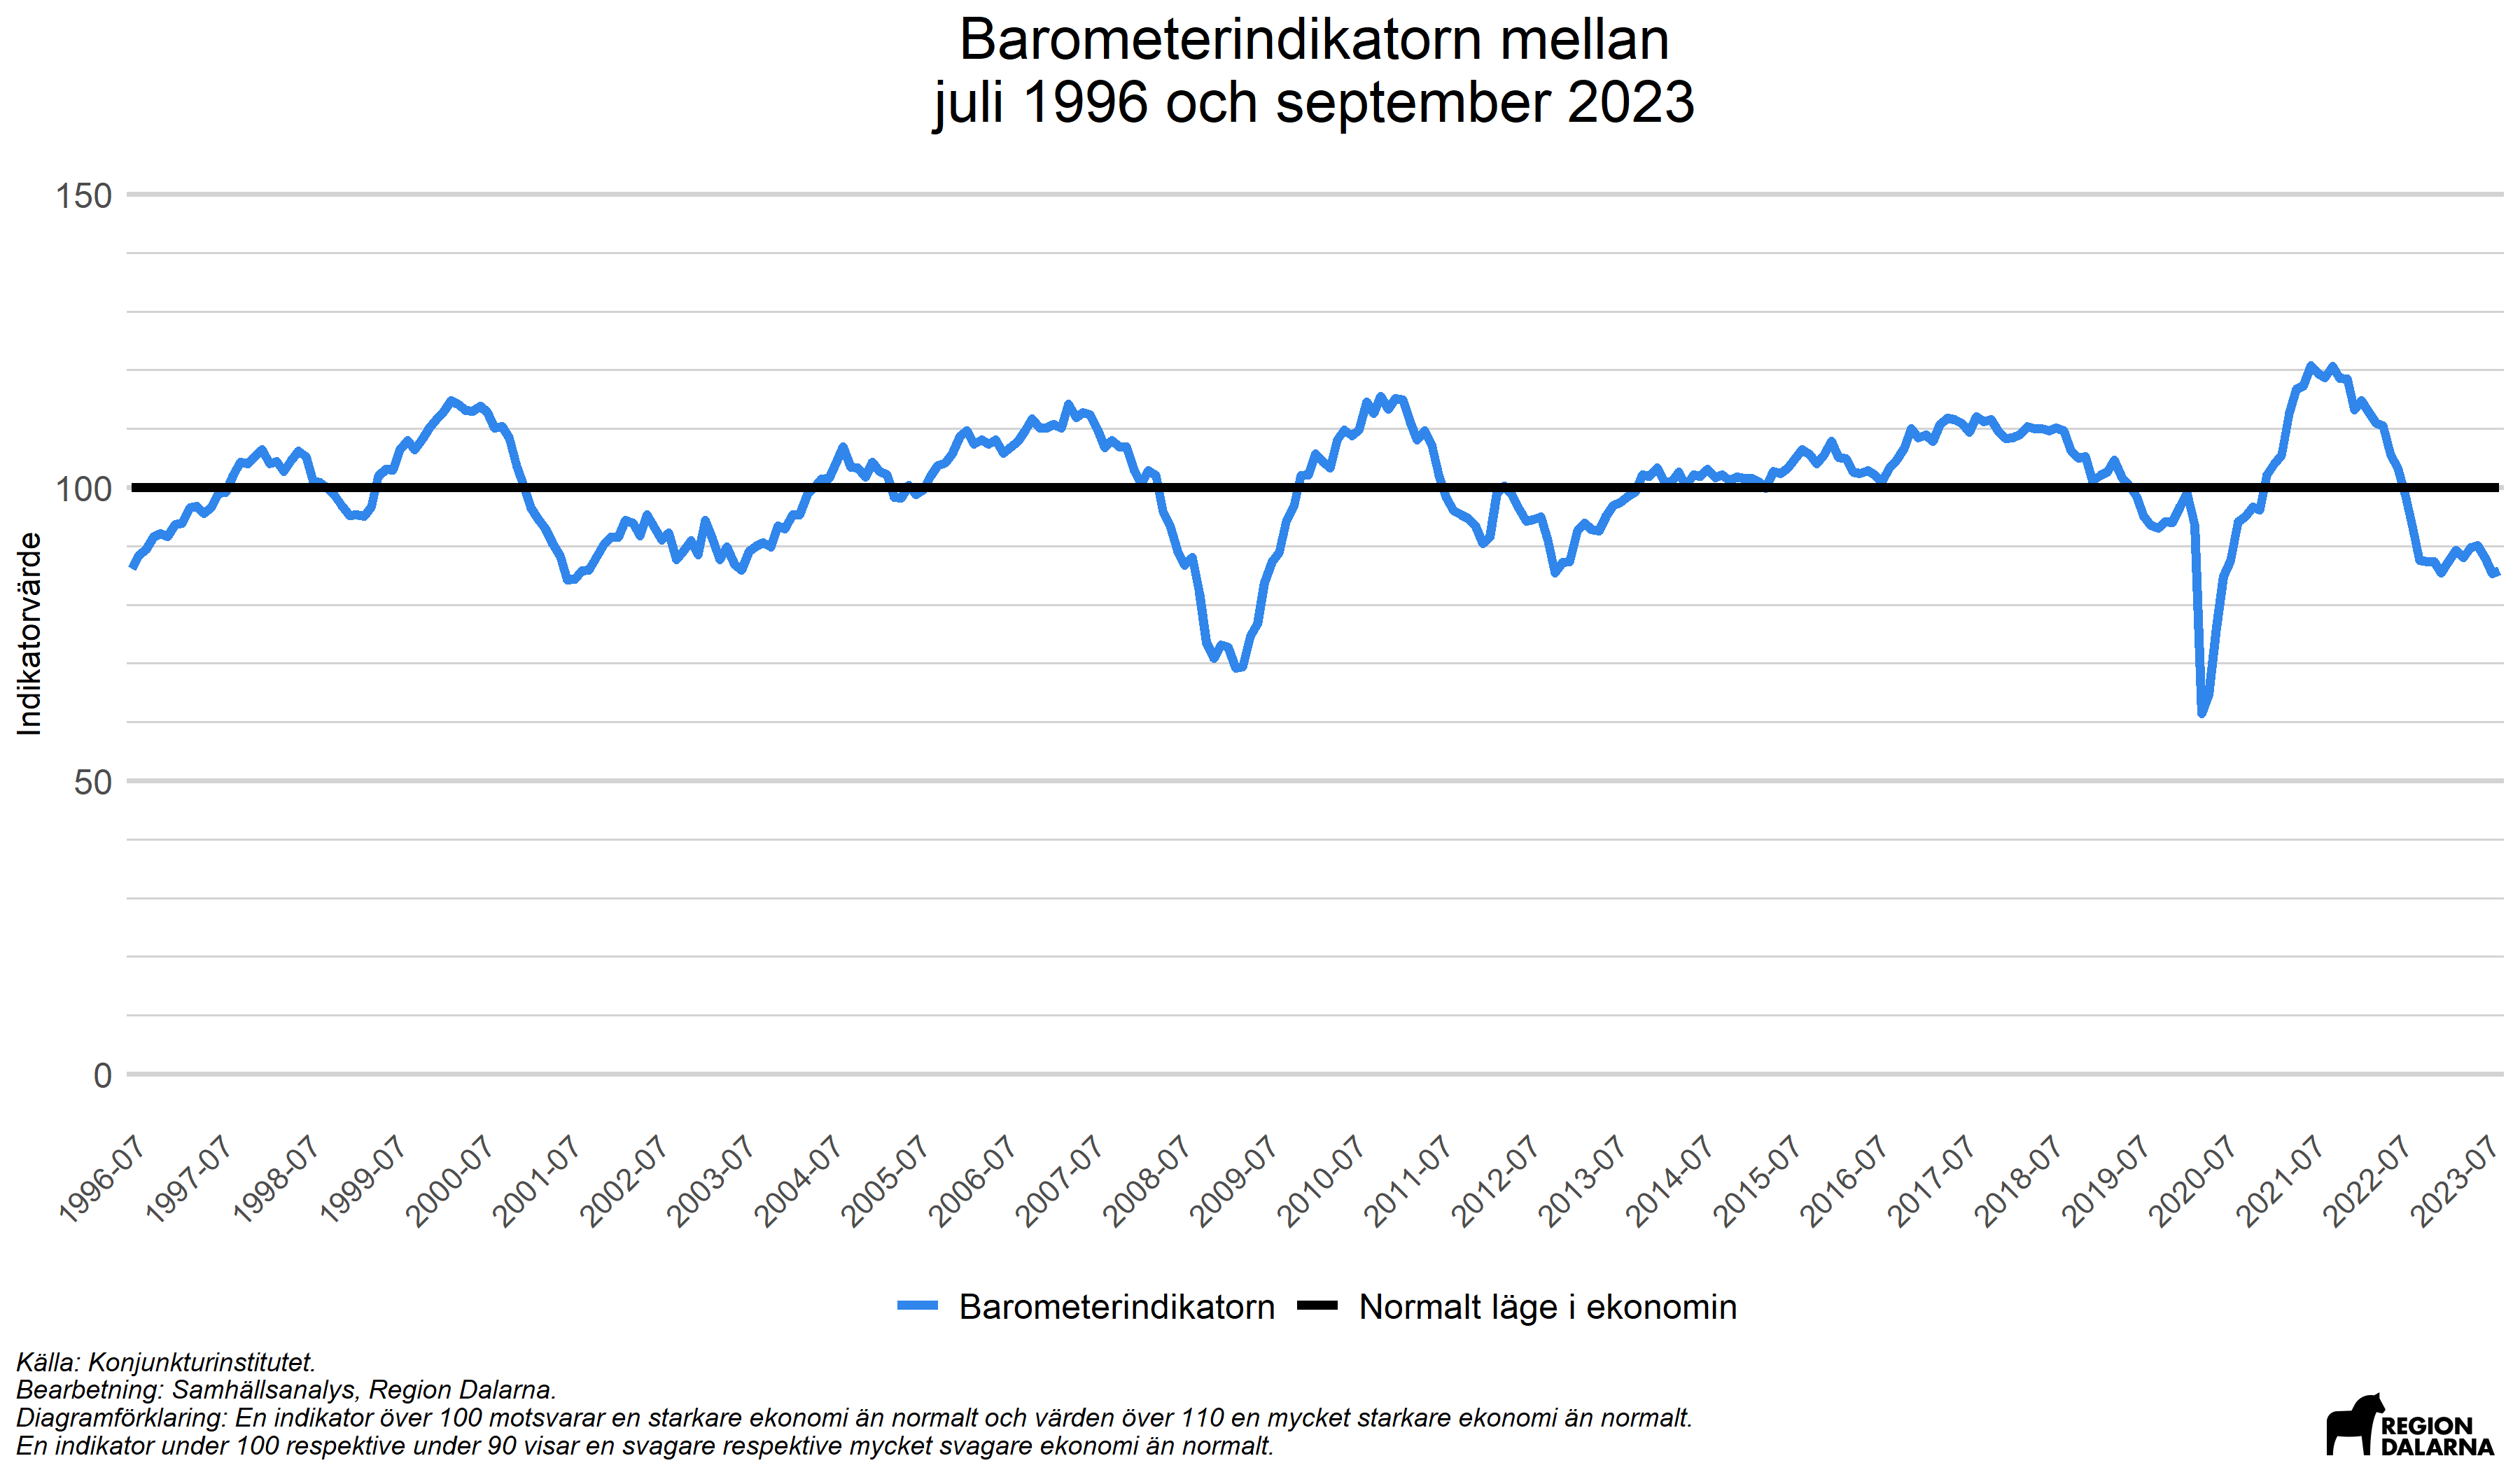 Barometerindikatorn mellan
juli 1996 och september 2023
150
100
50
0
Indikatorvärde
1996-07
1997-07
1998-07
1999-07
2000-07
2001-07
2002-07
2003-07
2004-07
2005-07
2006-07
2007-07
2008-07
2009-07
2010-07
2011-07
2012-07
2013-07
2014-07
2015-07
2016-07
2017-07
2018-07
2019-07
2020-07
2021-07
2022-07
2023-07
Barometerindikatorn
Normalt läge i ekonomin
Källa: Konjunkturinstitutet.
Bearbetning: Samhällsanalys, Region Dalarna.
Diagramförklaring: En indikator över 100 motsvarar en starkare ekonomi än normalt och värden över 110 en mycket starkare ekonomi än normalt.
En indikator under 100 respektive under 90 visar en svagare respektive mycket svagare ekonomi än normalt.
REGION
DALARNA